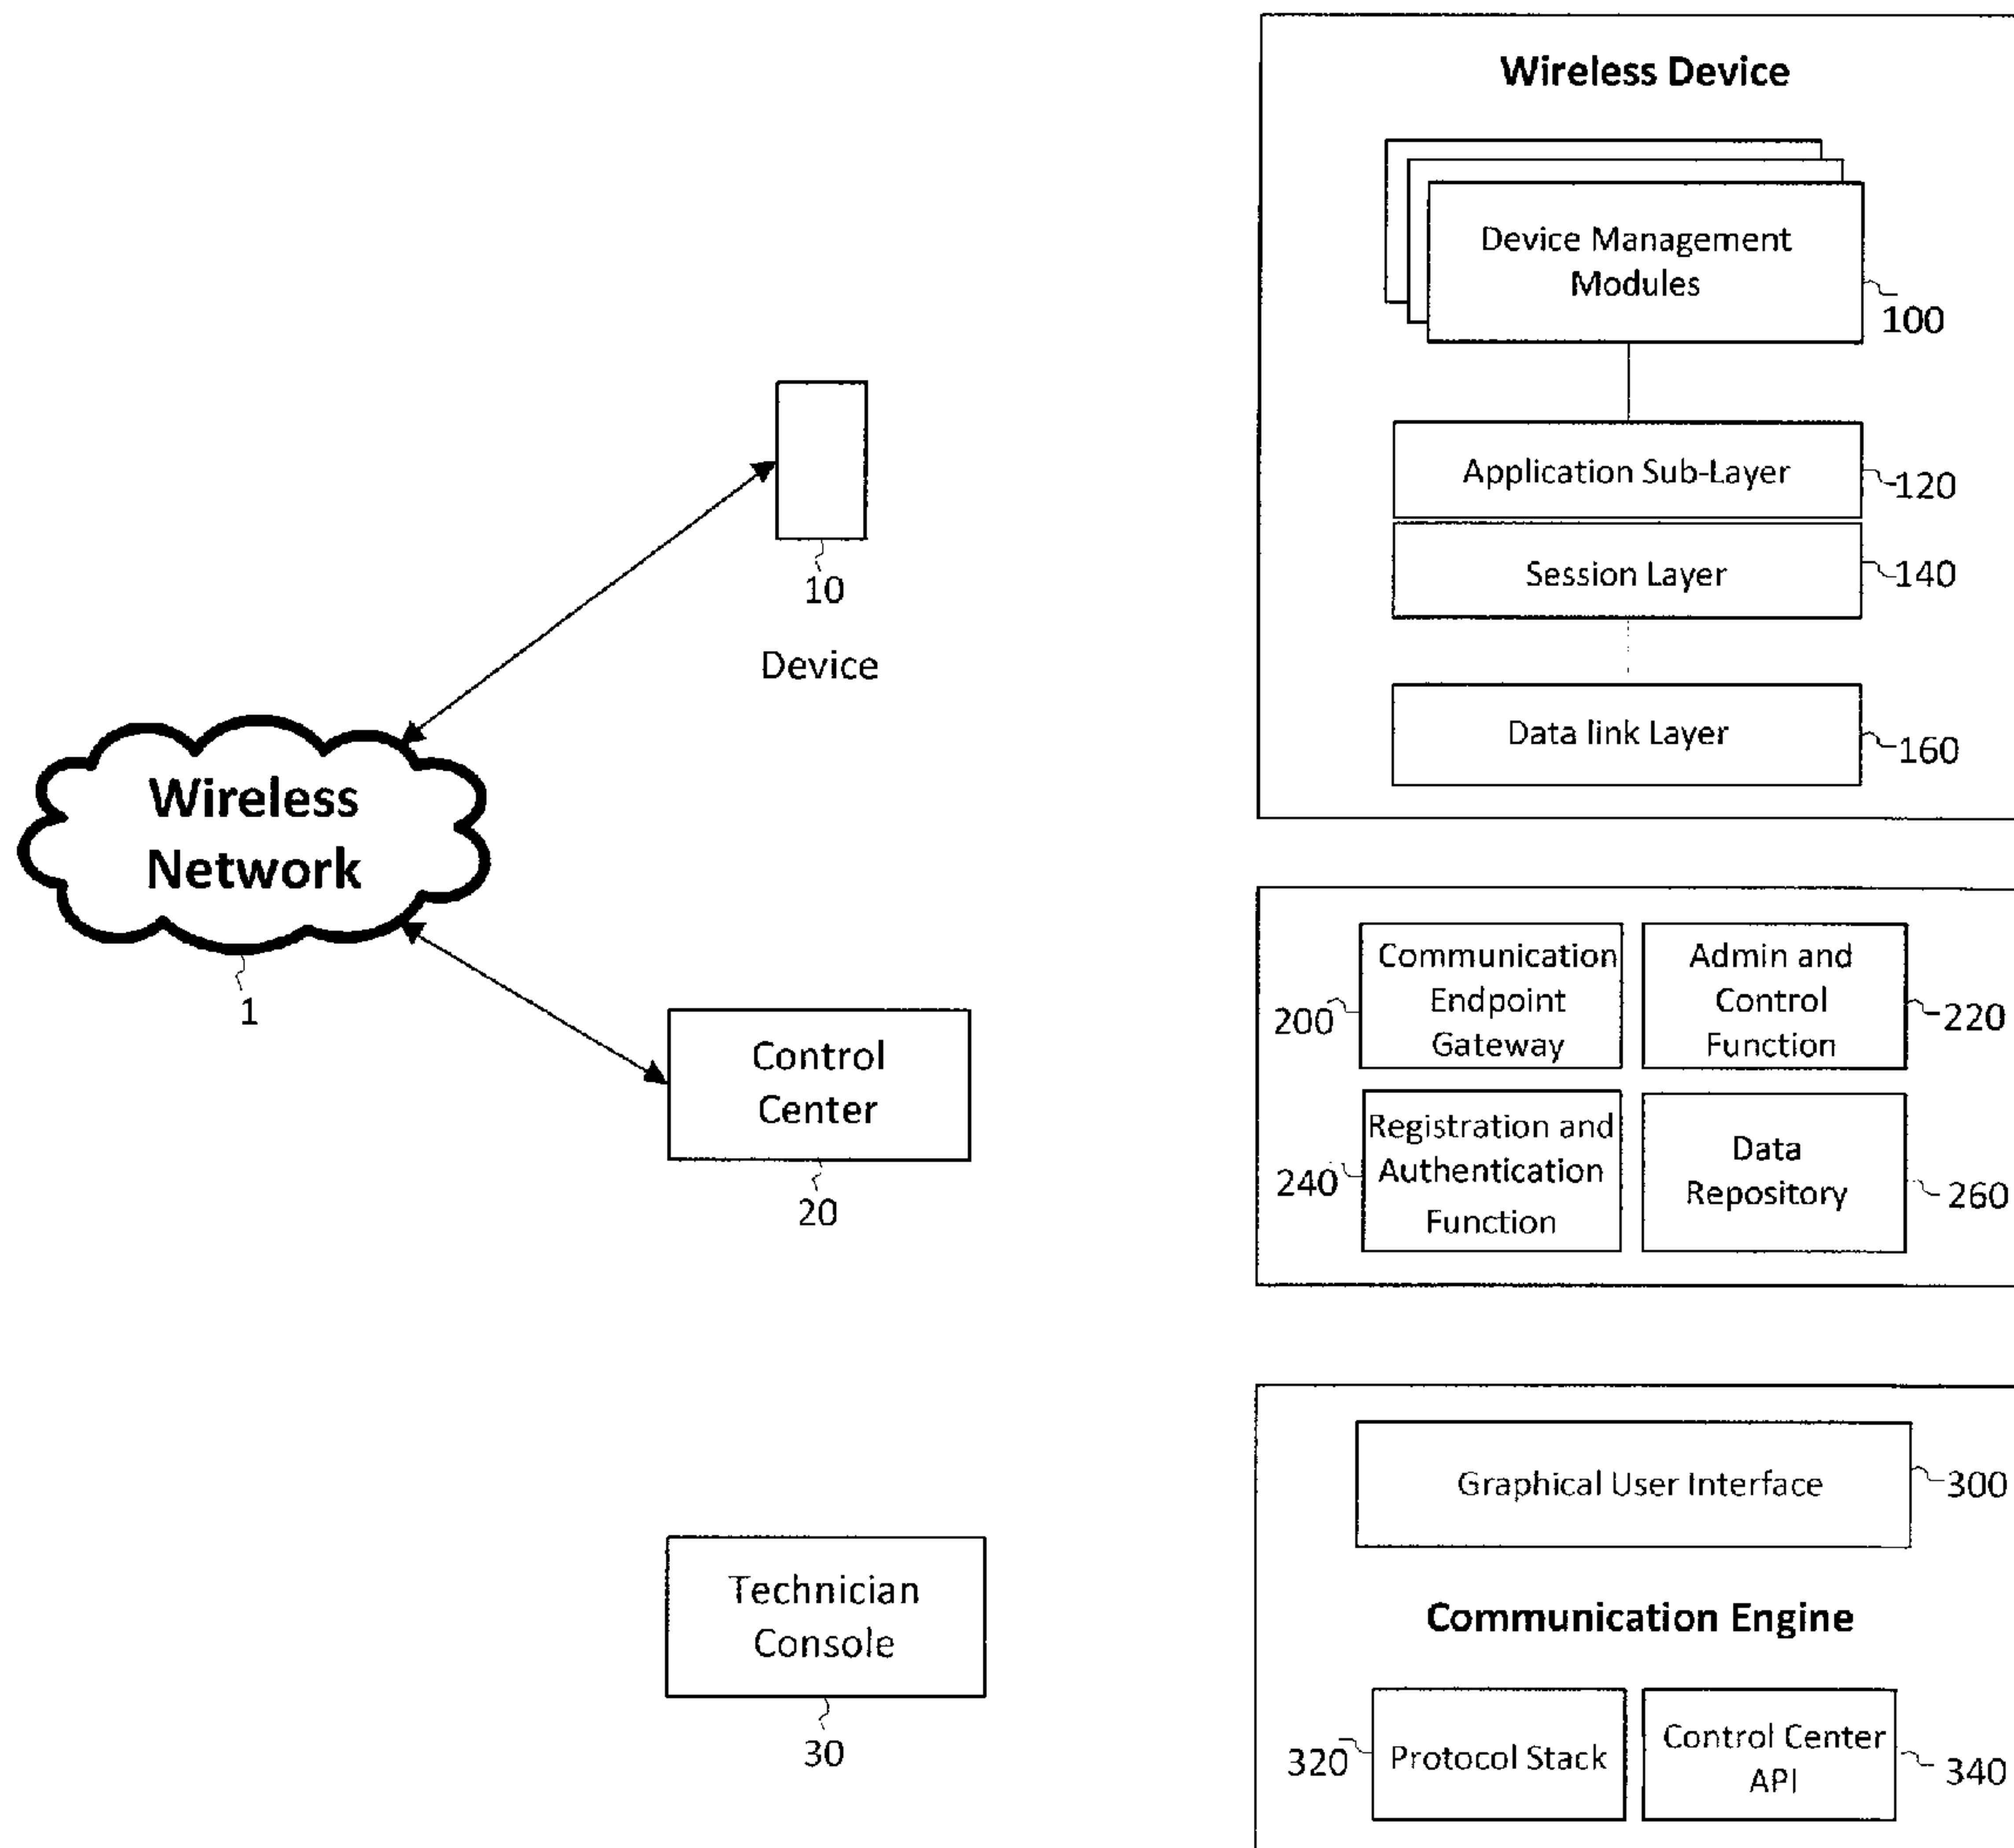 Wireless Device
Device Management
Modules
100
Application Sub-Layer
120
Session Layer
140
Data link Layer
160
10
Device
Wireless
Network
1
Control
Center
20
Communication
Endpoint
Gateway
200
Admin and
Control
Function
220
Registration and
Authentication
Function
240
Data
Repository
260
Technician
Console
30
Graphical User Interface
300
Communication Engine
Protocol Stack
320
Control Center
API
340